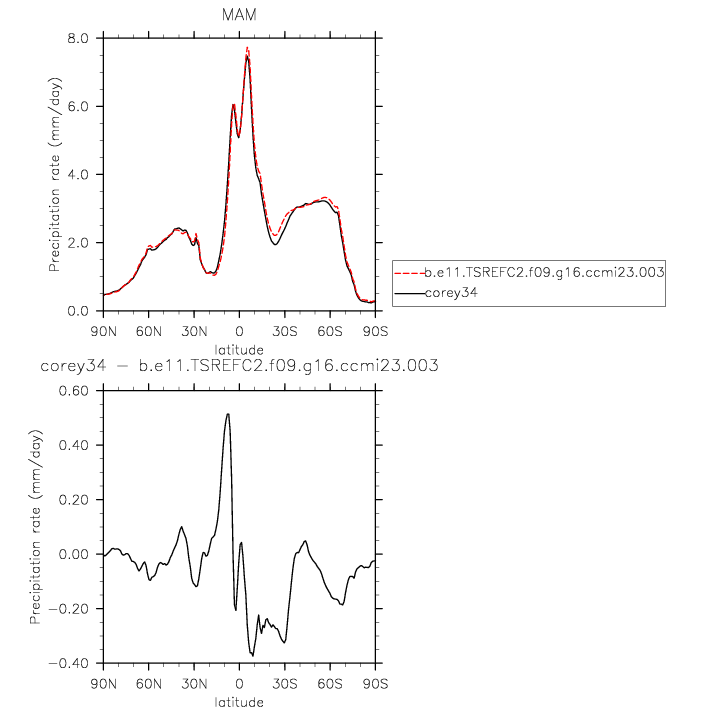 MAM
Precipitation rate (mm/day)
8.0
6.0
4.0
2.0
0.0
90N 60N 30N 0 30S 60S 90S
latitude
b.e11.TSREFC2.f09.g16.ccmi23.003
corey34
corey34 − b.e11.TSREFC2.f09.g16.ccmi23.003
Precipitation rate (mm/day)
0.60
0.40
0.20
0.00
−0.20
−0.40
90N 60N 30N 0 30S 60S 90S
latitude